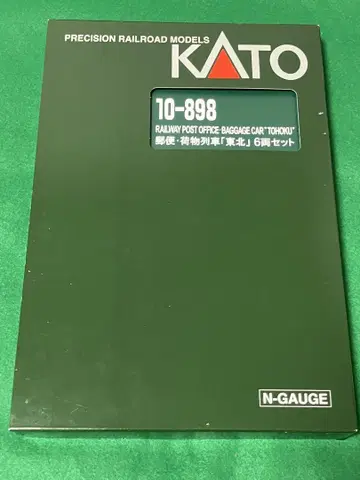 PRECISION RAILROAD MODELS
KATO
10-898
RAILWAY POST OFFICE·BAGGAGE CAR "TOHOKU"
郵便・荷物列車「東北」 6両セット
N-GAUGE